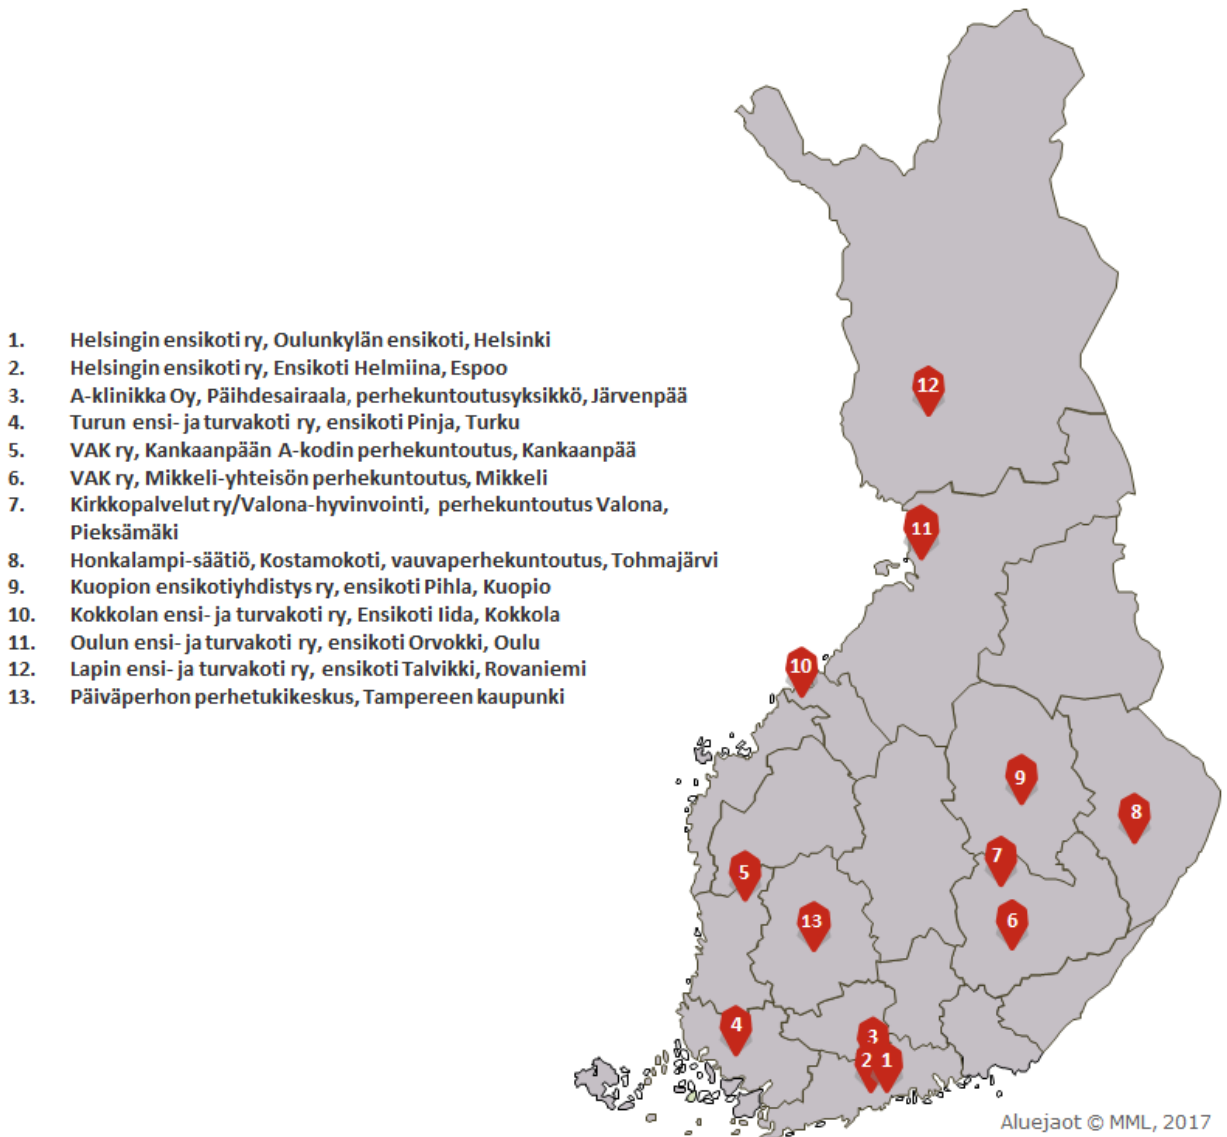 1. Helsingin ensikoti ry, Oulunkylän ensikoti, Helsinki
2. Helsingin ensikoti ry, Ensikoti Helmiina, Espoo
3. A-klinikka Oy, Päihdesairaala, perhekuntoutusyksikkö, Järvenpää
4. Turun ensi- ja turvakoti ry, ensikoti Pinja, Turku
5. VAK ry, Kankaanpään A-kodin perhekuntoutus, Kankaanpää
6. VAK ry, Mikkeli-yhteisön perhekuntoutus, Mikkeli
7. Kirkkopalvelut ry/Valona-hyvinvointi, perhekuntoutus Valona,
Pieksämäki
8. Honkalampi-säätiö, Kostamokoti, vauvaperhekuntoutus, Tohmajärvi
9. Kuopion ensikotiyhdistys ry, ensikoti Pihla, Kuopio
10. Kokkolan ensi- ja turvakoti ry, Ensikoti Iida, Kokkola
11. Oulun ensi- ja turvakoti ry, ensikoti Orvokki, Oulu
12. Lapin ensi- ja turvakoti ry, ensikoti Talvikki, Rovaniemi
13. Päiväperhon perhetukikeskus, Tampereen kaupunki
12
11
10
9
8
7
5
6
13
4
3
2 1
Aluejaot © MML, 2017